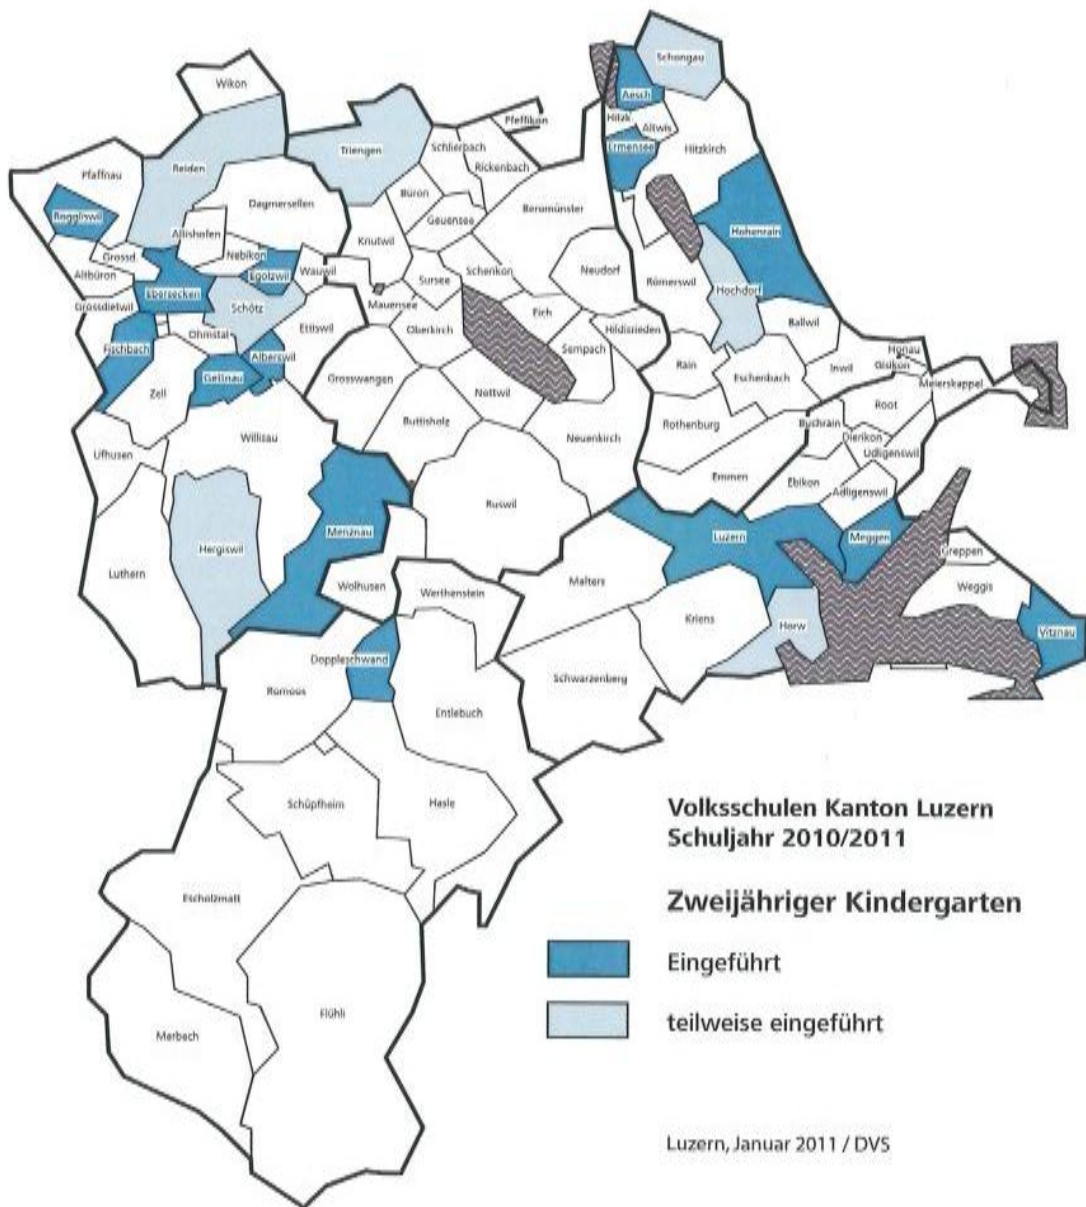 Schongau
Wikon
Aesch
Pfeffikon
Hitzk
Altwis
Triengen
Schlierbach
Ermensee
Hitzkirch
Reiden
Rickenbach
Pfaffnau
Büron
Dagmersellen
Beromünster
Roggliswil
Geuensee
Altishofen
Hohenrain
Knutwil
Grossd.
Nebikon
Schenkon
Neudorf
Altbüron
Egolzwil
Wauwil
Sursee
Römerswil
Hochdorf
Ebersecken
Mauensee
Grossdietwil
Schötz
Eich
Ballwil
Ettiswil
Oberkirch
Hildisrieden
Ohmstal
Fischbach
Alberswil
Sempach
Honau
Gisikon
Inwil
Gettnau
Grosswangen
Rain
Eschenbach
Meierskappel
Zell
Nottwil
Root
Buttisholz
Rothenburg
Buchrain
Willisau
Neuenkirch
Dierikon
Ufhusen
Udligenswil
Emmen
Ebikon
Adligenswil
Ruswil
Menznau
Luzern
Meggen
Hergiswil
Greppen
Luthern
Malters
Wolhusen
Werthenstein
Weggis
Kriens
Horw
Vitznau
Doppleschwand
Schwarzenberg
Romoos
Entlebuch
Schüpfheim
Hasle
Volksschulen Kanton Luzern
Schuljahr 2010/2011
Escholzmatt
Zweijähriger Kindergarten
Eingeführt
Flühli
teilweise eingeführt
Marbach
Luzern, Januar 2011 / DVS